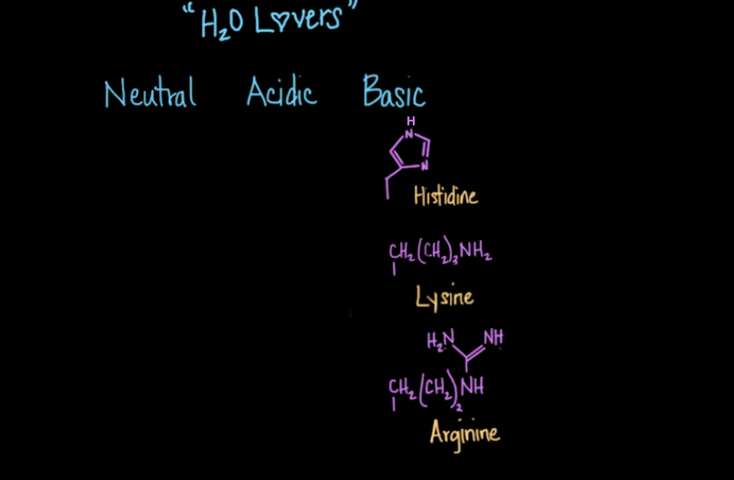 "H₂O Lovers"
Neutral Acidic Basic
H
N
N
Histidine
CH₂(CH₂)₃NH₂
Lysine
H₂N NH
CH₂(CH₂)₂NH
Arginine